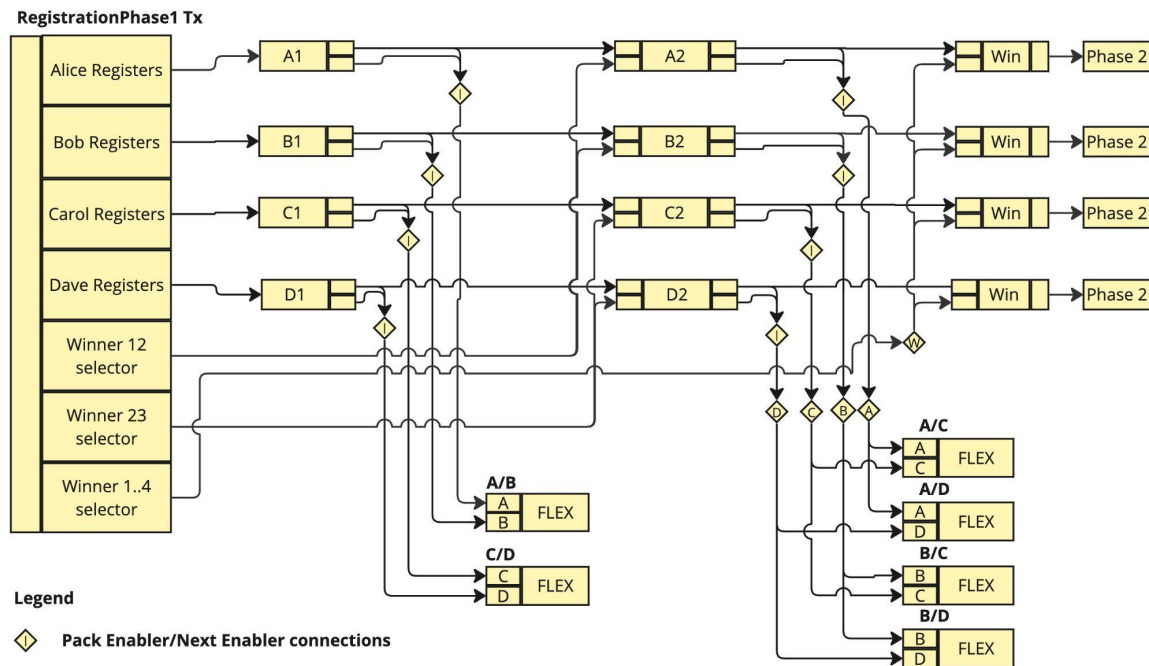 RegistrationPhase1 Tx
Alice Registers
A1
A2
Win
Phase 2
I
I
Bob Registers
B1
B2
Win
Phase 2
I
I
Carol Registers
C1
C2
Win
Phase 2
I
I
Dave Registers
D1
D2
Win
Phase 2
I
I
Winner 12
selector
W
Winner 23
selector
D
C
B
A
Winner 1..4
selector
A/C
A
C
FLEX
A/B
A
B
FLEX
A/D
A
D
FLEX
C/D
C
D
FLEX
B/C
B
C
FLEX
B/D
B
D
FLEX
Legend
I
Pack Enabler/Next Enabler connections